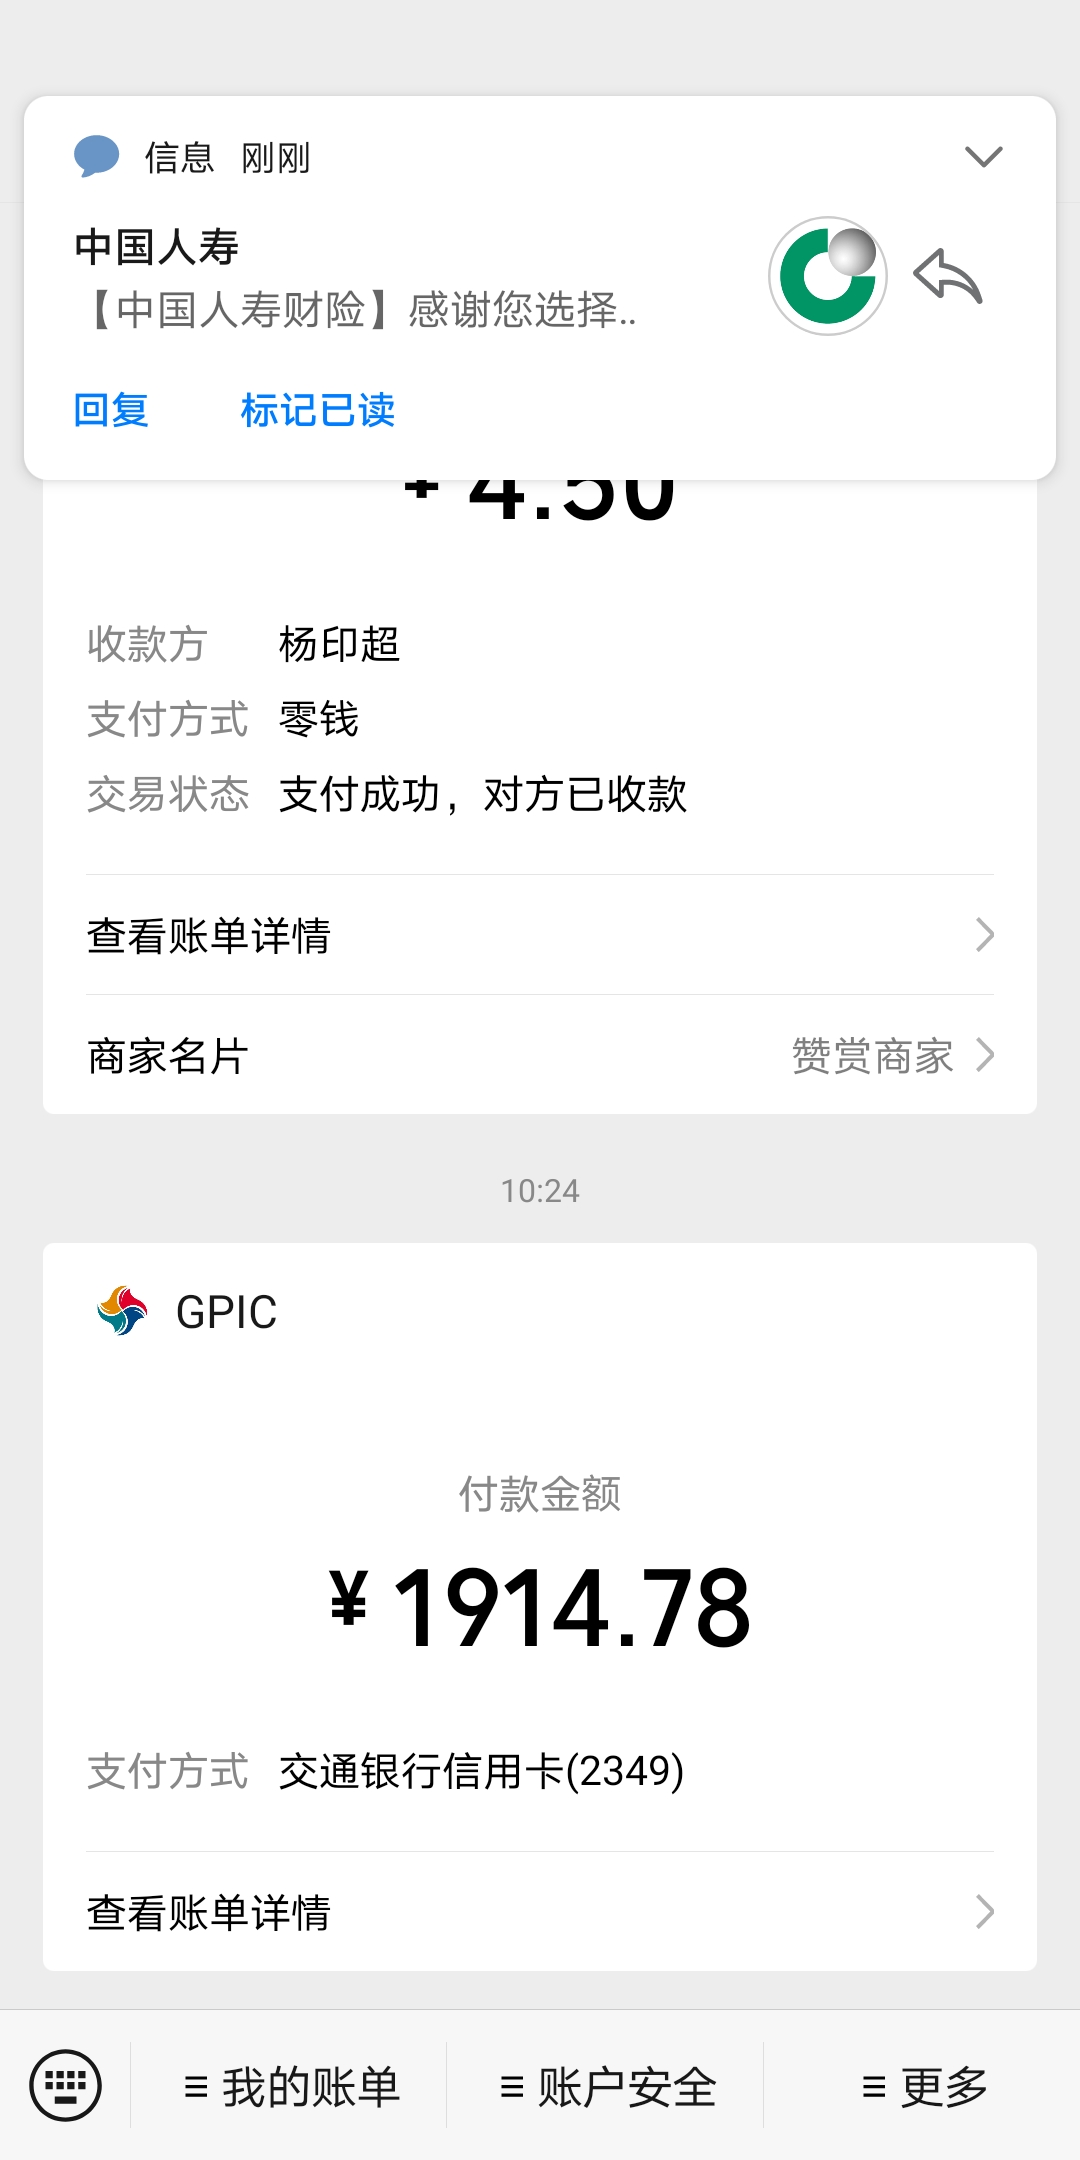 信息 刚刚
中国人寿
【中国人寿财险】感谢您选择..
回复 标记已读
¥ 4.50
收款方 杨印超
支付方式 零钱
交易状态 支付成功，对方已收款
查看账单详情
商家名片 赞赏商家
10:24
GPIC
付款金额
¥ 1914.78
支付方式 交通银行信用卡(2349)
查看账单详情
我的账单 账户安全 更多